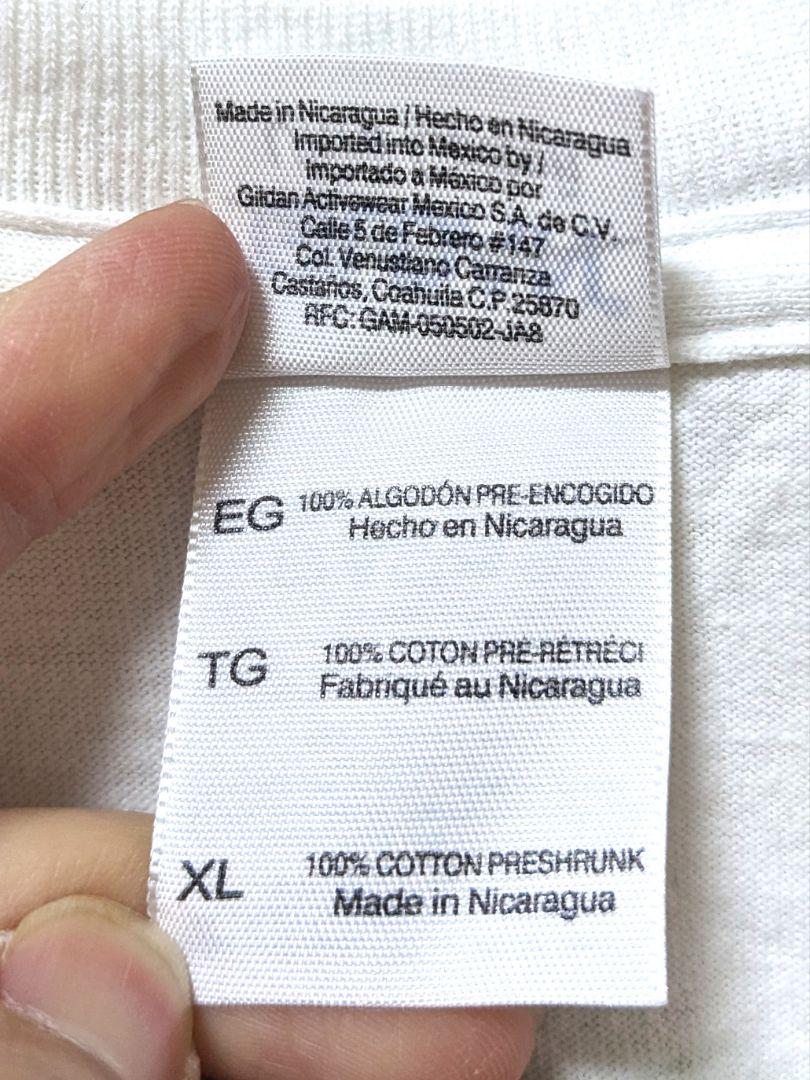 Made in Nicaragua / Hecho en Nicaragua
Imported into Mexico by /
importado a México por
Gildan Activewear Mexico S.A. de C.V.
Calle 5 de Febrero #147
Col. Venustiano Carranza
Castaños, Coahuila C.P. 25870
RFC: GAM-050502-JA8
EG 100% ALGODÓN PRE-ENCOGIDO
Hecho en Nicaragua
TG 100% COTON PRÉ-RÉTRÉCI
Fabriqué au Nicaragua
XL 100% COTTON PRESHRUNK
Made in Nicaragua